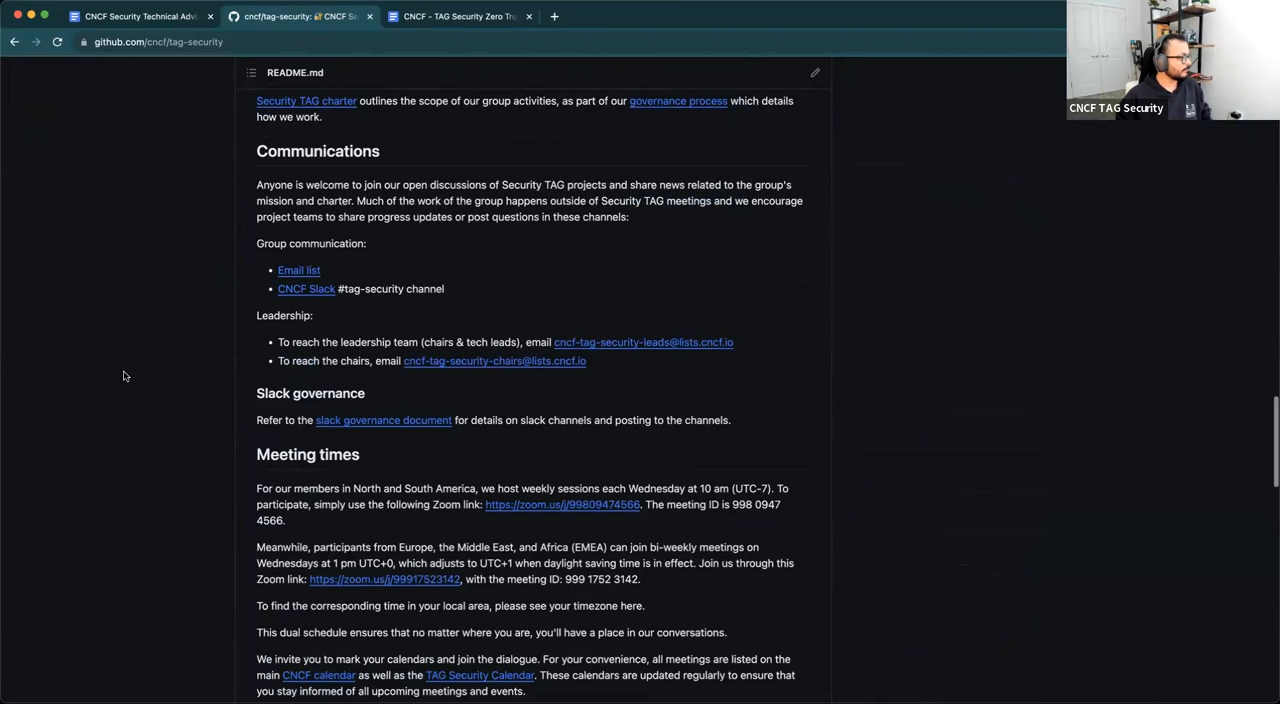 CNCF Security Technical Advi
cncf/tag-security: 🔐 CNCF Se
CNCF - TAG Security Zero Tru
github.com/cncf/tag-security
CNCF TAG Security
README.md
Security TAG charter outlines the scope of our group activities, as part of our governance process which details
how we work.
Communications
Anyone is welcome to join our open discussions of Security TAG projects and share news related to the group's
mission and charter. Much of the work of the group happens outside of Security TAG meetings and we encourage
project teams to share progress updates or post questions in these channels:
Group communication:
• Email list
• CNCF Slack #tag-security channel
Leadership:
• To reach the leadership team (chairs & tech leads), email cncf-tag-security-leads@lists.cncf.io
• To reach the chairs, email cncf-tag-security-chairs@lists.cncf.io
Slack governance
Refer to the slack governance document for details on slack channels and posting to the channels.
Meeting times
For our members in North and South America, we host weekly sessions each Wednesday at 10 am (UTC-7). To
participate, simply use the following Zoom link: https://zoom.us/j/99809474566. The meeting ID is 998 0947
4566.
Meanwhile, participants from Europe, the Middle East, and Africa (EMEA) can join bi-weekly meetings on
Wednesdays at 1 pm UTC+0, which adjusts to UTC+1 when daylight saving time is in effect. Join us through this
Zoom link: https://zoom.us/j/99917523142, with the meeting ID: 999 1752 3142.
To find the corresponding time in your local area, please see your timezone here.
This dual schedule ensures that no matter where you are, you'll have a place in our conversations.
We invite you to mark your calendars and join the dialogue. For your convenience, all meetings are listed on the
main CNCF calendar as well as the TAG Security Calendar. These calendars are updated regularly to ensure that
you stay informed of all upcoming meetings and events.